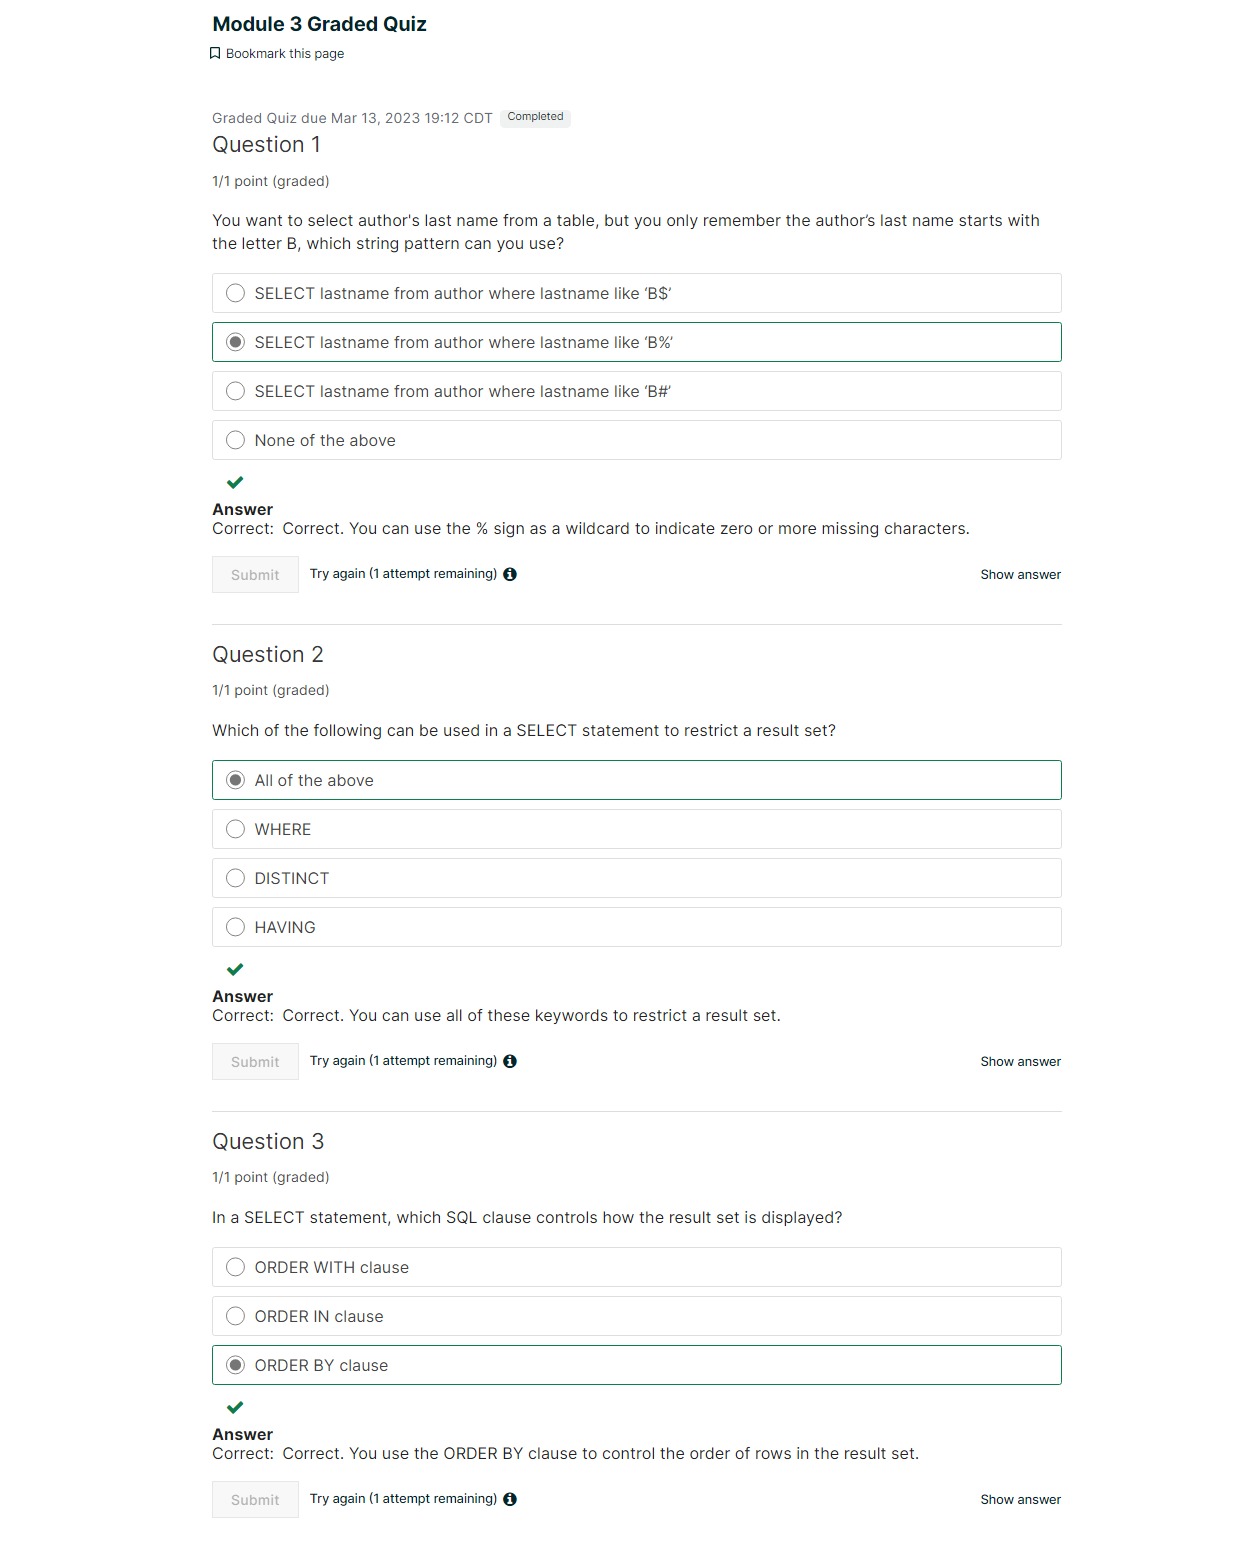 Module 3 Graded Quiz
Bookmark this page
Graded Quiz due Mar 13, 2023 19:12 CDT Completed
Question 1
1/1 point (graded)
You want to select author's last name from a table, but you only remember the author’s last name starts with
the letter B, which string pattern can you use?
SELECT lastname from author where lastname like ‘B$’
SELECT lastname from author where lastname like ‘B%’
SELECT lastname from author where lastname like ‘B#’
None of the above
Answer
Correct: Correct. You can use the % sign as a wildcard to indicate zero or more missing characters.
Submit Try again (1 attempt remaining) Show answer
Question 2
1/1 point (graded)
Which of the following can be used in a SELECT statement to restrict a result set?
All of the above
WHERE
DISTINCT
HAVING
Answer
Correct: Correct. You can use all of these keywords to restrict a result set.
Submit Try again (1 attempt remaining) Show answer
Question 3
1/1 point (graded)
In a SELECT statement, which SQL clause controls how the result set is displayed?
ORDER WITH clause
ORDER IN clause
ORDER BY clause
Answer
Correct: Correct. You use the ORDER BY clause to control the order of rows in the result set.
Submit Try again (1 attempt remaining) Show answer